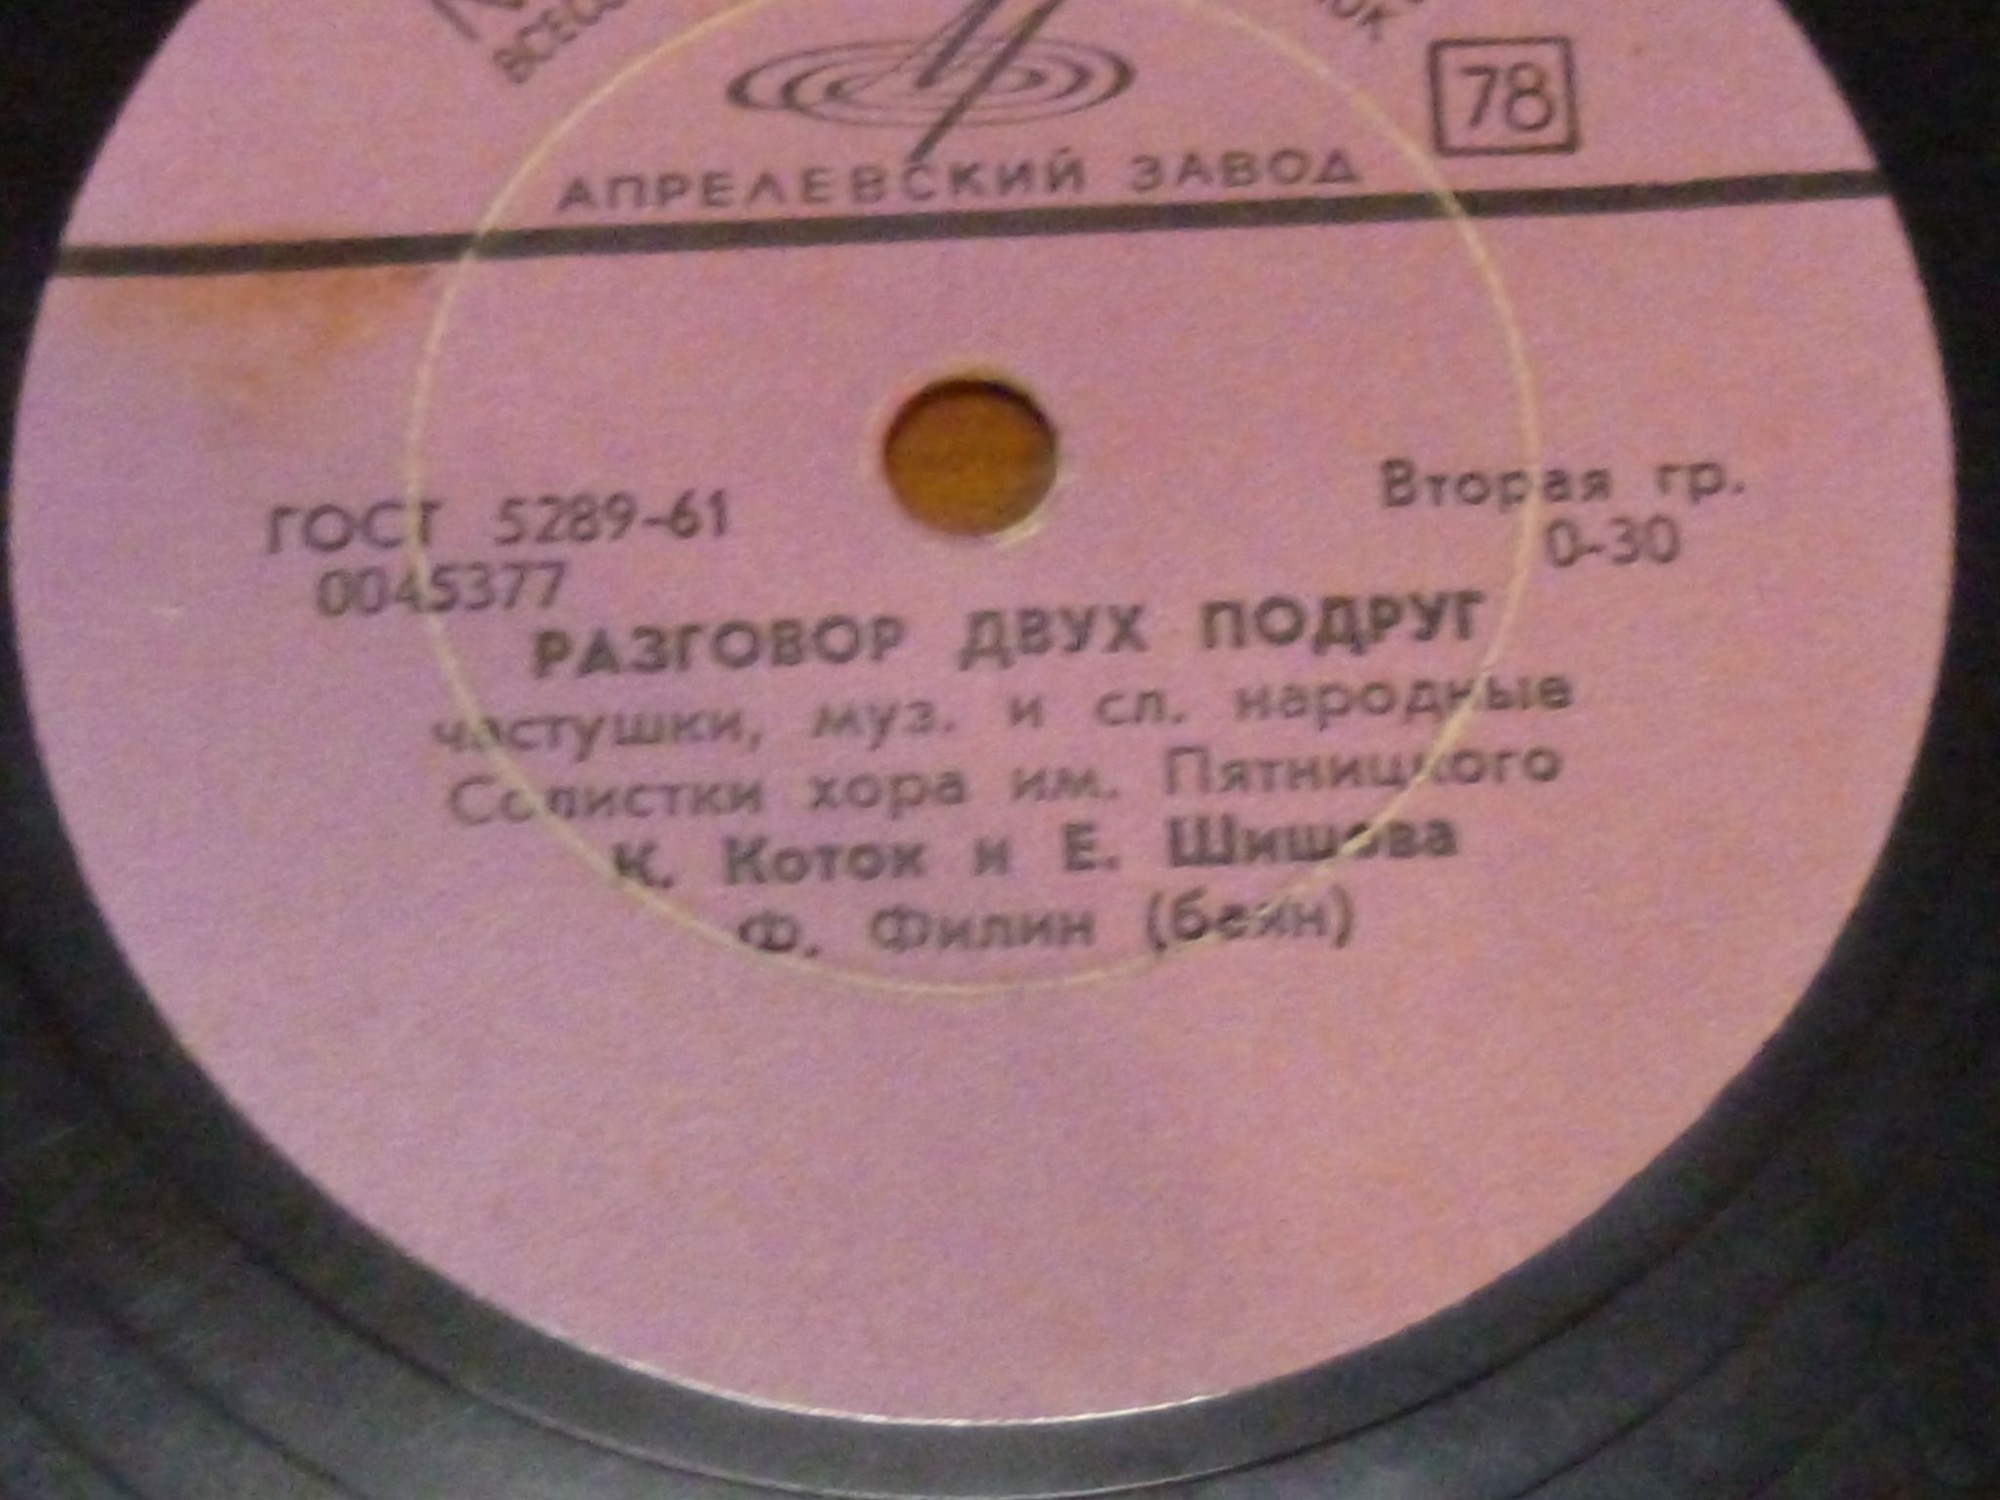 АПРЕЛЕВСКИЙ ЗАВОД
78
ГОСТ 5289-61
0045377
Вторая гр.
0-30
РАЗГОВОР ДВУХ ПОДРУГ
частушки, муз. и сл. народные
Солистки хора им. Пятницкого
К. Коток и Е. Шишова
Ф. Филин (баян)